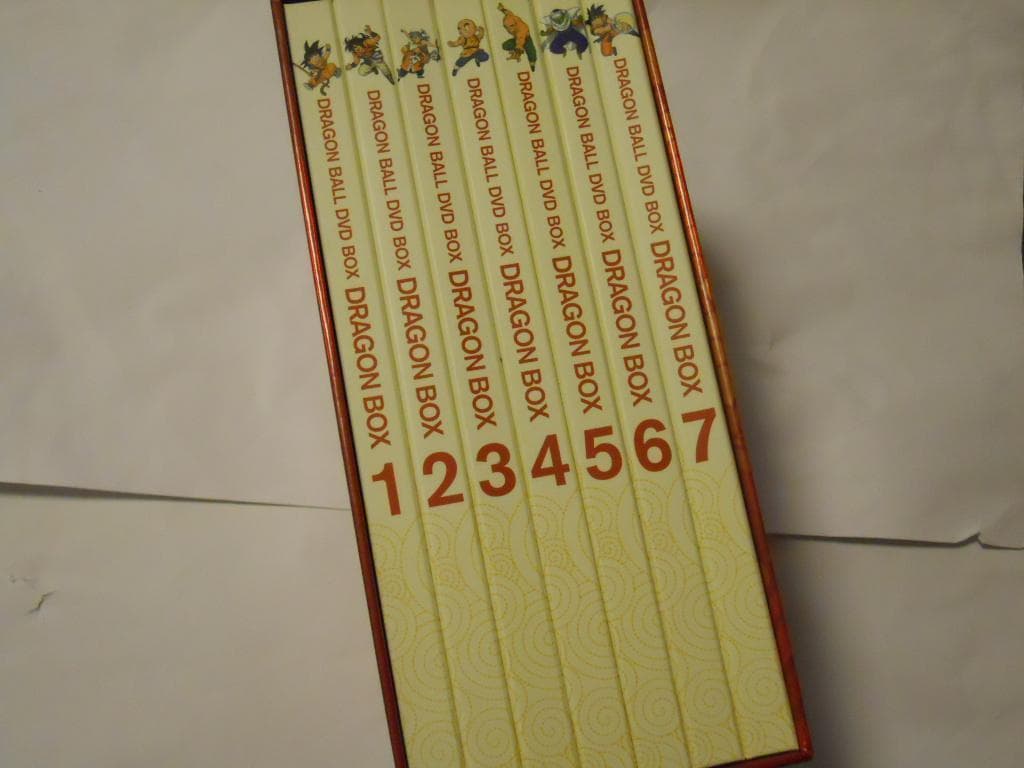 DRAGON BALL DVD BOX DRAGON BOX 1
DRAGON BALL DVD BOX DRAGON BOX 2
DRAGON BALL DVD BOX DRAGON BOX 3
DRAGON BALL DVD BOX DRAGON BOX 4
DRAGON BALL DVD BOX DRAGON BOX 5
DRAGON BALL DVD BOX DRAGON BOX 6
DRAGON BALL DVD BOX DRAGON BOX 7